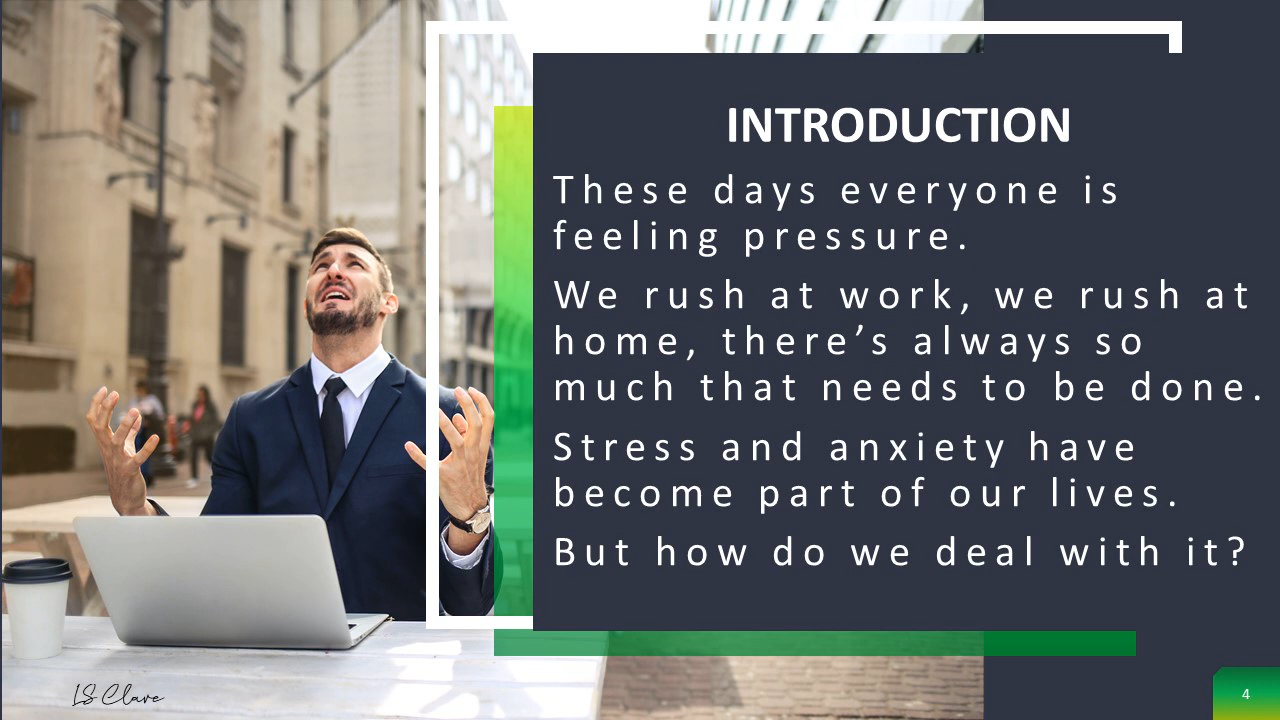 INTRODUCTION
These days everyone is
feeling pressure.
We rush at work, we rush at
home, there’s always so
much that needs to be done.
Stress and anxiety have
become part of our lives.
But how do we deal with it?
LS Clave
4